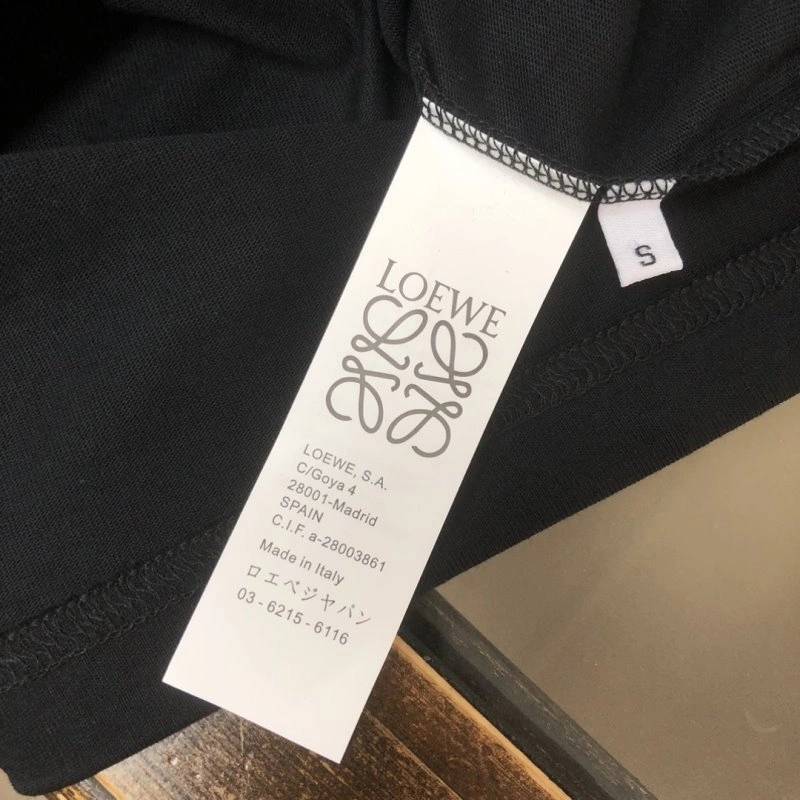 LOEWE
LOEWE, S.A.
C/Goya 4
28001-Madrid
SPAIN
C.I.F. a-28003861
Made in Italy
ロエベジヤパン
03-6215-6116
S